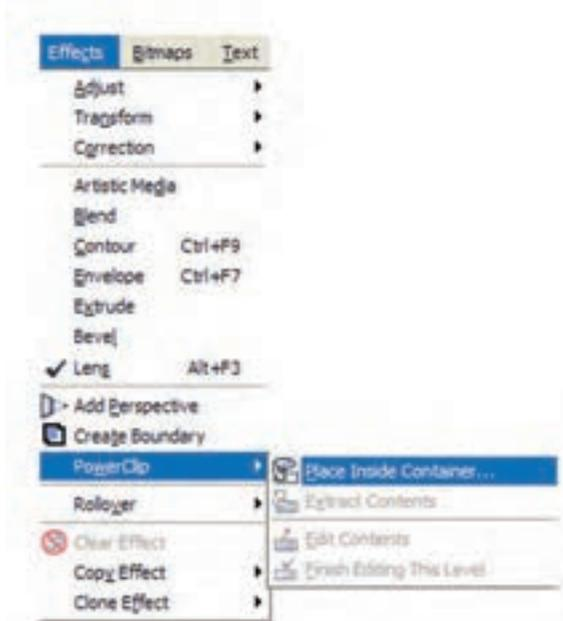 Effects Bitmaps Text
Adjust
Transform
Correction
Artistic Media
Blend
Contour Ctrl+F9
Envelope Ctrl+F7
Extrude
Bevel
Lens Alt+F3
Add Perspective
Create Boundary
PowerClip
Place Inside Container...
Extract Contents
Rollover
Edit Contents
Clear Effect
Finish Editing This Level
Copy Effect
Clone Effect